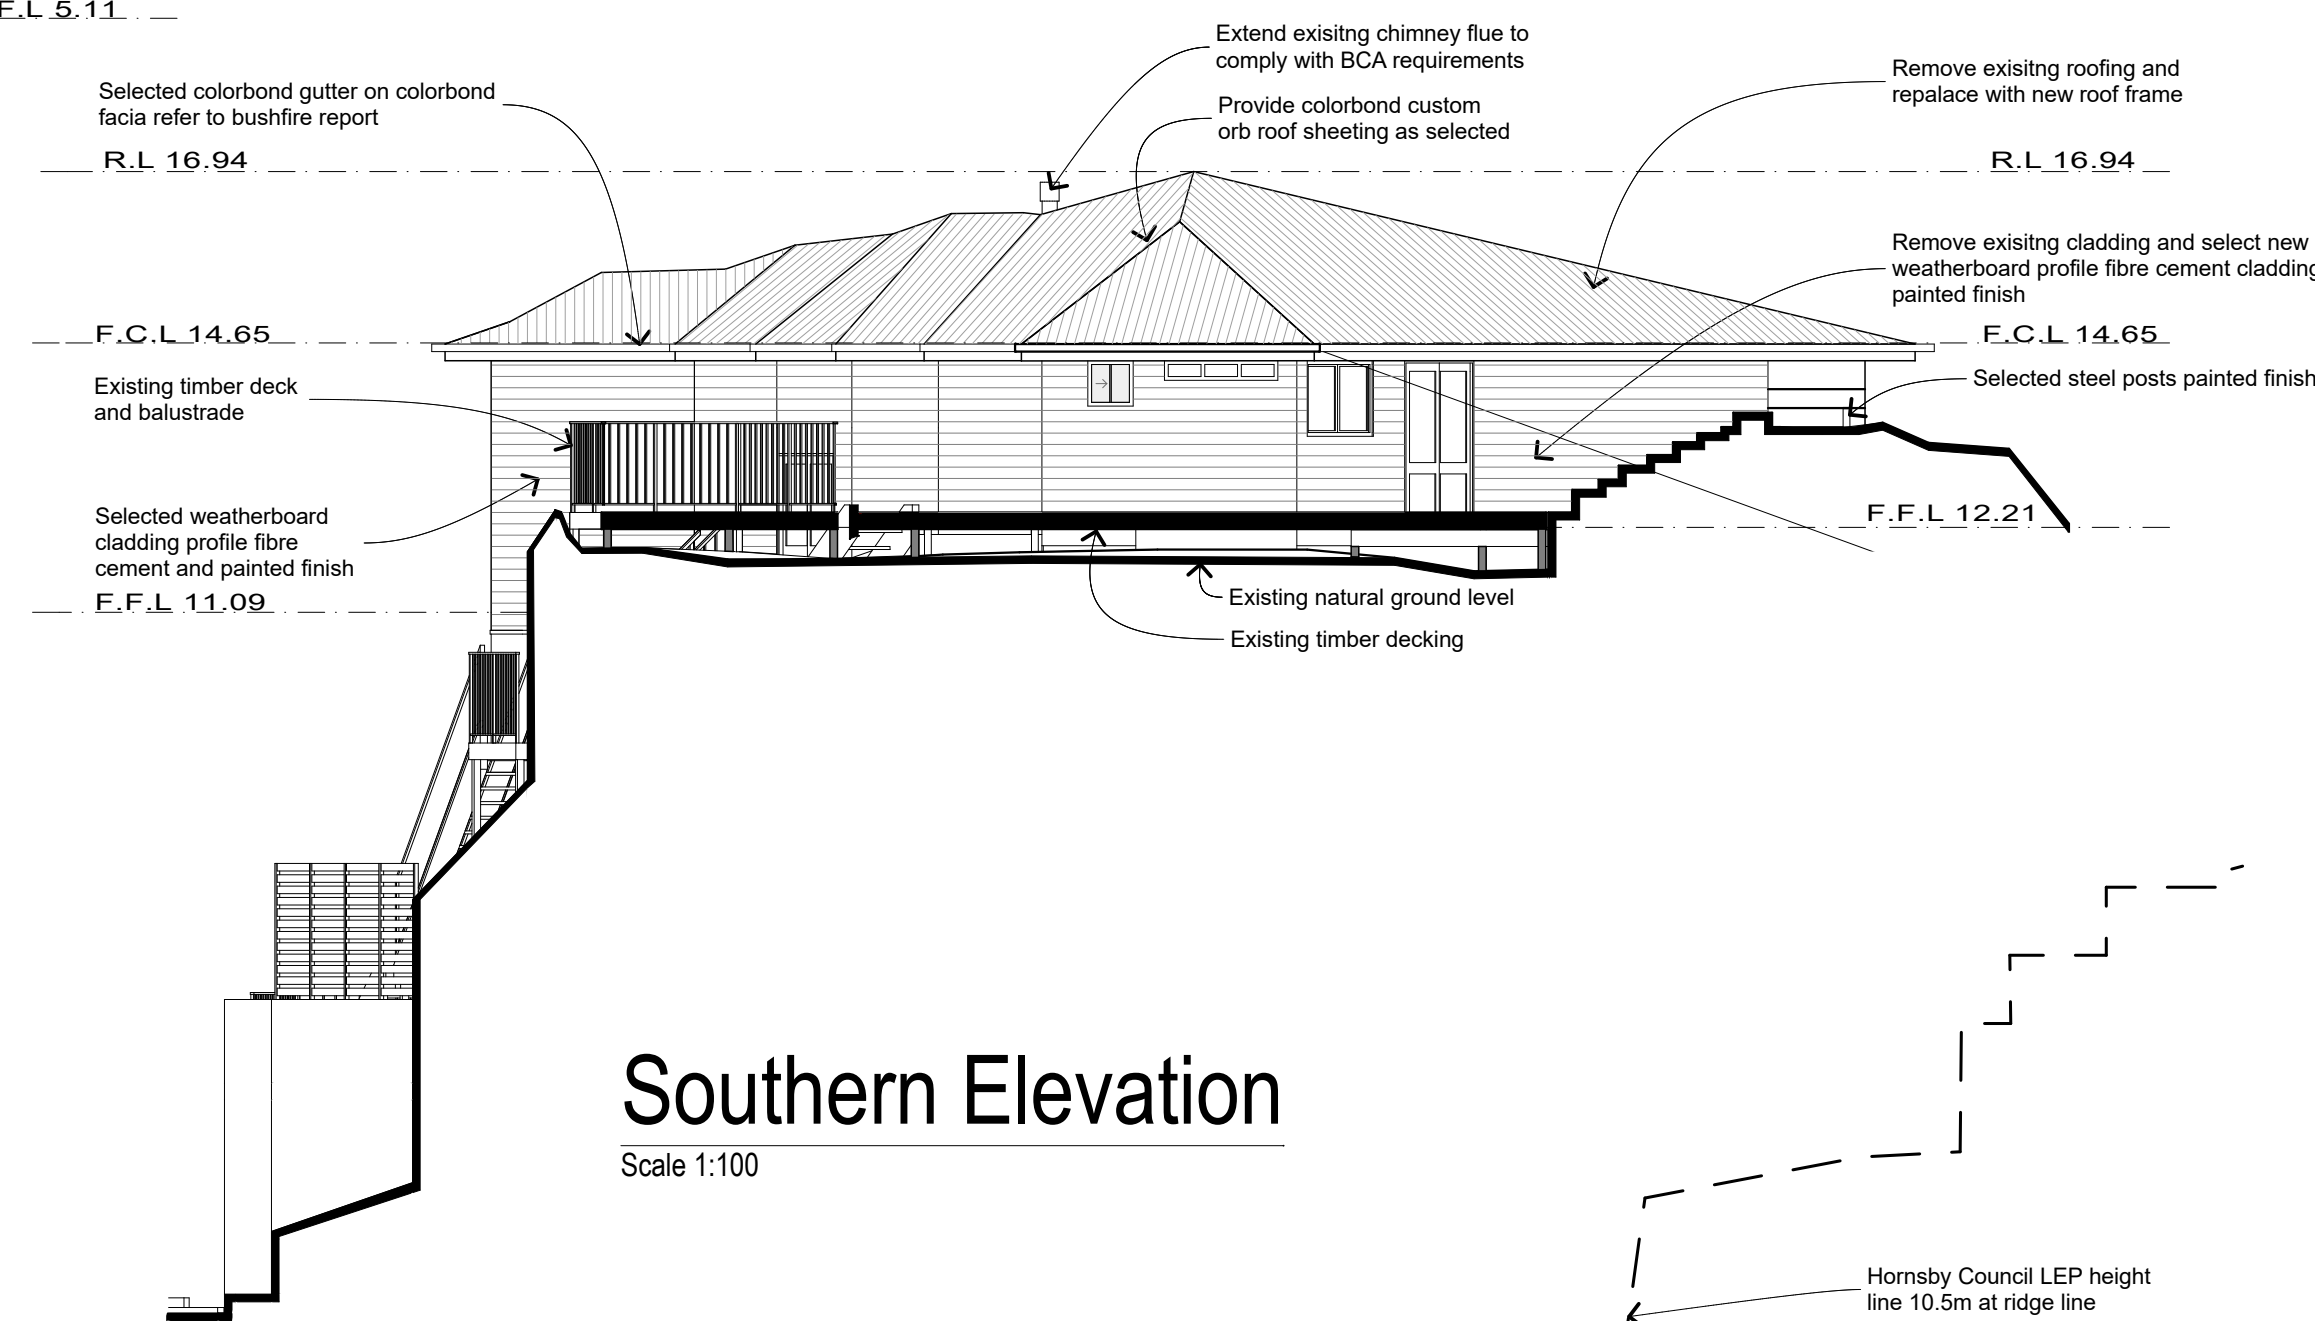 F.L 5.11
Extend exisitng chimney flue to
comply with BCA requirements
Remove exisitng roofing and
repalace with new roof frame
Selected colorbond gutter on colorbond
facia refer to bushfire report
Provide colorbond custom
orb roof sheeting as selected
R.L 16.94
R.L 16.94
Remove exisitng cladding and select new
weatherboard profile fibre cement cladding
painted finish
F.C.L 14.65
F.C.L 14.65
Existing timber deck
and balustrade
Selected steel posts painted finish
Selected weatherboard
cladding profile fibre
cement and painted finish
F.F.L 12.21
F.F.L 11.09
Existing natural ground level
Existing timber decking
Southern Elevation
Scale 1:100
Hornsby Council LEP height
line 10.5m at ridge line